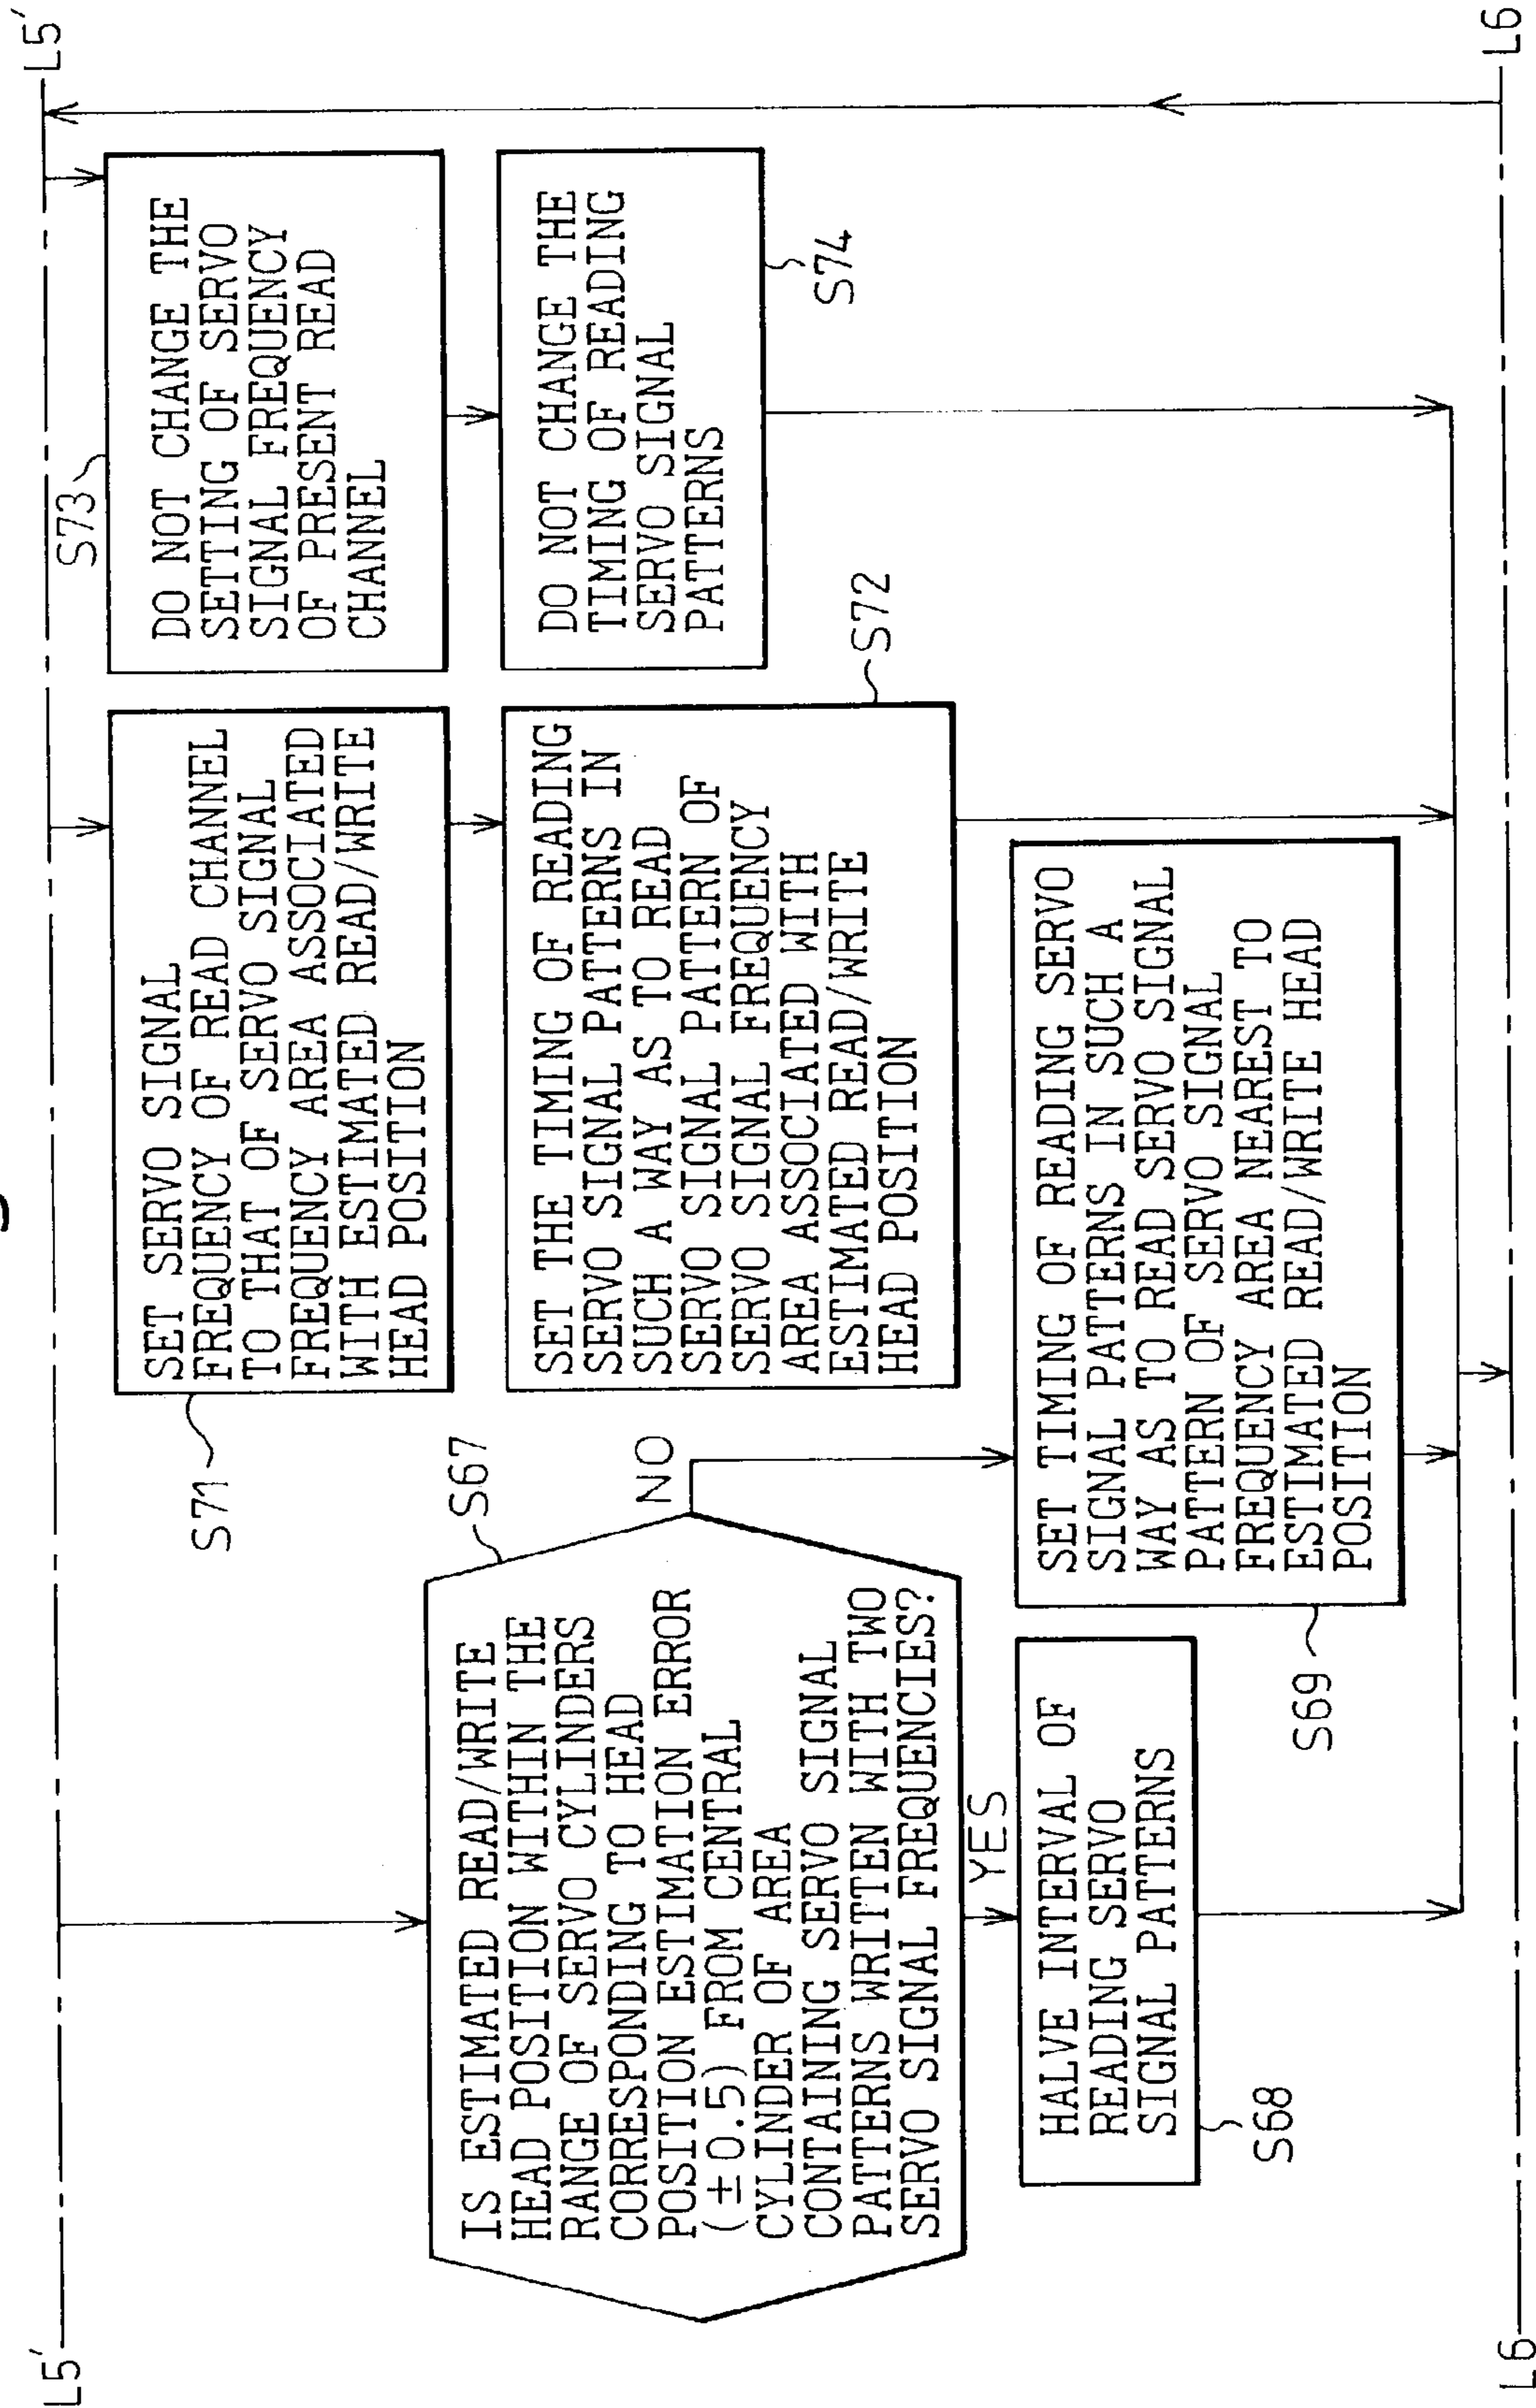 L5′
L5′
S71
SET SERVO SIGNAL
FREQUENCY OF READ CHANNEL
TO THAT OF SERVO SIGNAL
FREQUENCY AREA ASSOCIATED
WITH ESTIMATED READ/WRITE
HEAD POSITION
S73
DO NOT CHANGE THE
SETTING OF SERVO
SIGNAL FREQUENCY
OF PRESENT READ
CHANNEL
S67
IS ESTIMATED READ/WRITE
HEAD POSITION WITHIN THE
RANGE OF SERVO CYLINDERS
CORRESPONDING TO HEAD
POSITION ESTIMATION ERROR
(±0.5) FROM CENTRAL
CYLINDER OF AREA
CONTAINING SERVO SIGNAL
PATTERNS WRITTEN WITH TWO
SERVO SIGNAL FREQUENCIES?
NO
YES
SET THE TIMING OF READING
SERVO SIGNAL PATTERNS IN
SUCH A WAY AS TO READ
SERVO SIGNAL PATTERN OF
SERVO SIGNAL FREQUENCY
AREA ASSOCIATED WITH
ESTIMATED READ/WRITE
HEAD POSITION
S72
DO NOT CHANGE THE
TIMING OF READING
SERVO SIGNAL
PATTERNS
S74
HALVE INTERVAL OF
READING SERVO
SIGNAL PATTERNS
S68
SET TIMING OF READING SERVO
SIGNAL PATTERNS IN SUCH A
WAY AS TO READ SERVO SIGNAL
PATTERN OF SERVO SIGNAL
FREQUENCY AREA NEAREST TO
ESTIMATED READ/WRITE HEAD
POSITION
S69
L6
L6